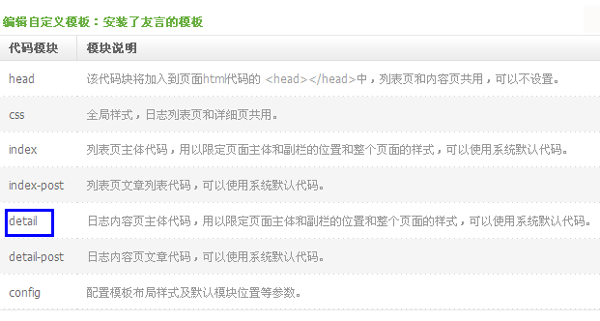 编辑自定义模板：安装了友言的模板
代码模块 模块说明
head 该代码块将加入到页面html代码的 <head></head>中，列表页和内容页共用，可以不设置。
css 全局样式，日志列表页和详细页共用。
index 列表页主体代码，用以限定页面主体和副栏的位置和整个页面的样式，可以使用系统默认代码。
index-post 列表页文章列表代码，可以使用系统默认代码。
detail 日志内容页主体代码，用以限定页面主体和副栏的位置和整个页面的样式，可以使用系统默认代码。
detail-post 日志内容页文章代码，可以使用系统默认代码。
config 配置模板布局样式及默认模块位置等参数。